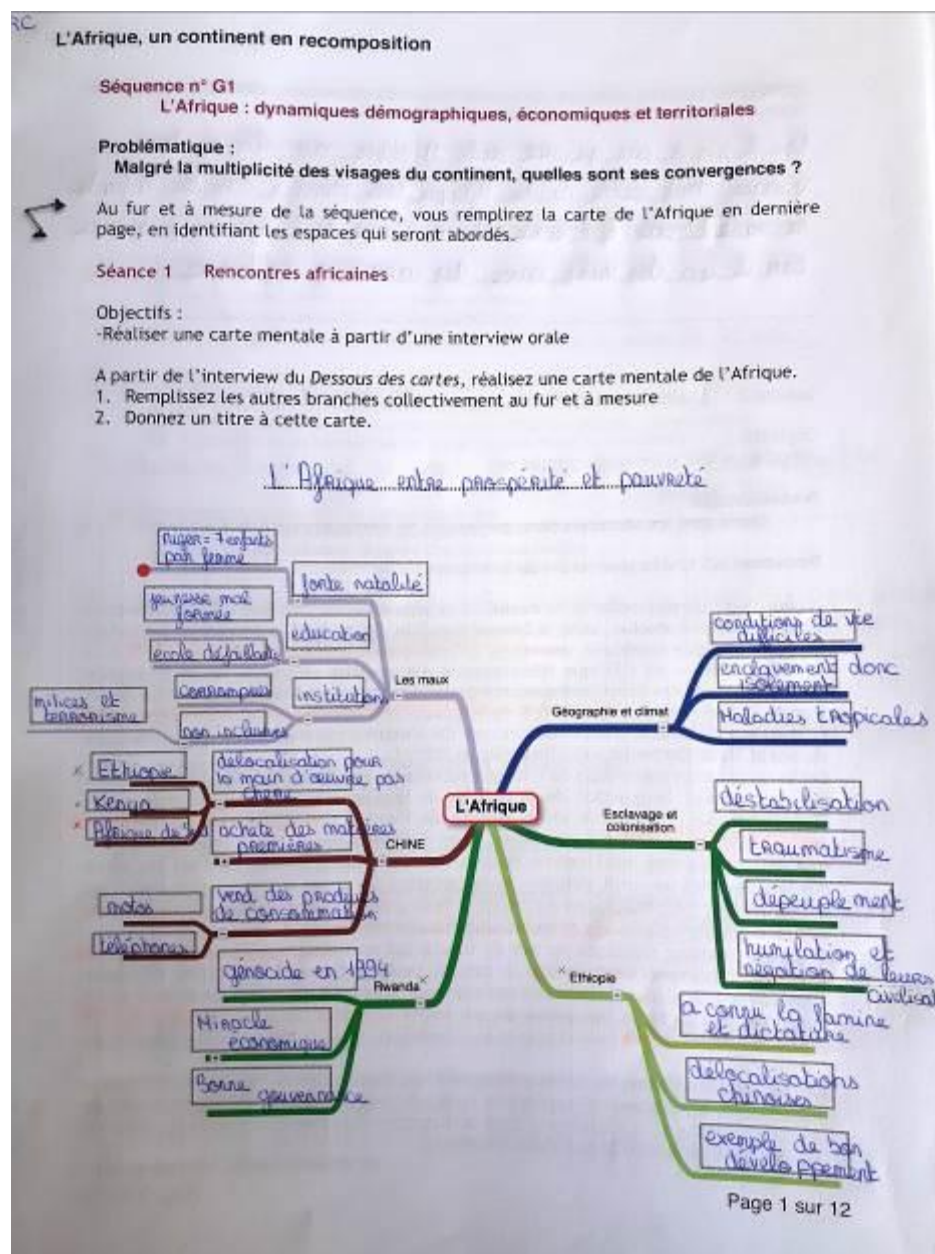 RC
L'Afrique, un continent en recomposition
Séquence n° G1
L'Afrique : dynamiques démographiques, économiques et territoriales
Problématique :
Malgré la multiplicité des visages du continent, quelles sont ses convergences ?
Au fur et à mesure de la séquence, vous remplirez la carte de l'Afrique en dernière
page, en identifiant les espaces qui seront abordés.
Séance 1 Rencontres africaines
Objectifs :
-Réaliser une carte mentale à partir d'une interview orale
A partir de l'interview du Dessous des cartes, réalisez une carte mentale de l'Afrique.
1. Remplissez les autres branches collectivement au fur et à mesure
2. Donnez un titre à cette carte.
L'Afrique entre prospérité et pauvreté
Les maux
forte natalité
Niger = 7 enfants
par femme
education
jeunesse mal
formée
école défaillante
institutions
corrompues
non inclusives
milices et
terrorisme
CHINE
délocalisation pour
la main d'œuvre pas
chère
Ethiopie
Kenya
Afrique de Sud
achète des matières
premières
vend des produits
de consommation
motos
téléphones
Rwanda
génocide en 1994
Miracle
économique
Bonne
gouvernance
L'Afrique
Géographie et climat
conditions de vie
difficiles
enclavement donc
isolement
Maladies tropicales
Esclavage et
colonisation
déstabilisation
traumatisme
dépeuplement
humiliation et
négation de leurs
civilisat
Ethiopie
a connu la famine
et dictature
delocalisations
chinoises
exemple de bon
développement
Page 1 sur 12